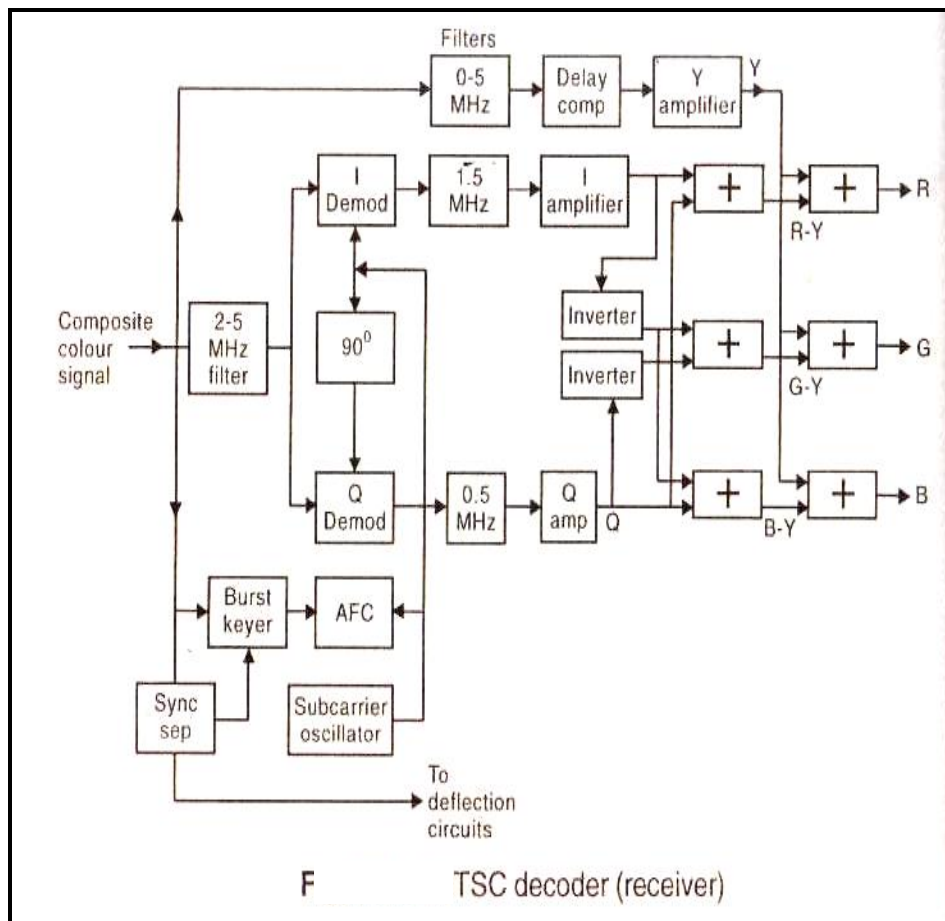 Filters
0-5
MHz
Delay
comp
Y
amplifier
Y
I
Demod
1.5
MHz
I
amplifier
+
+
R
R-Y
Composite
colour
signal
2-5
MHz
filter
90⁰
Inverter
Inverter
+
+
G
G-Y
Q
Demod
0.5
MHz
Q
amp
Q
+
+
B
B-Y
Burst
keyer
AFC
Sync
sep
Subcarrier
oscillator
To
deflection
circuits
F TSC decoder (receiver)